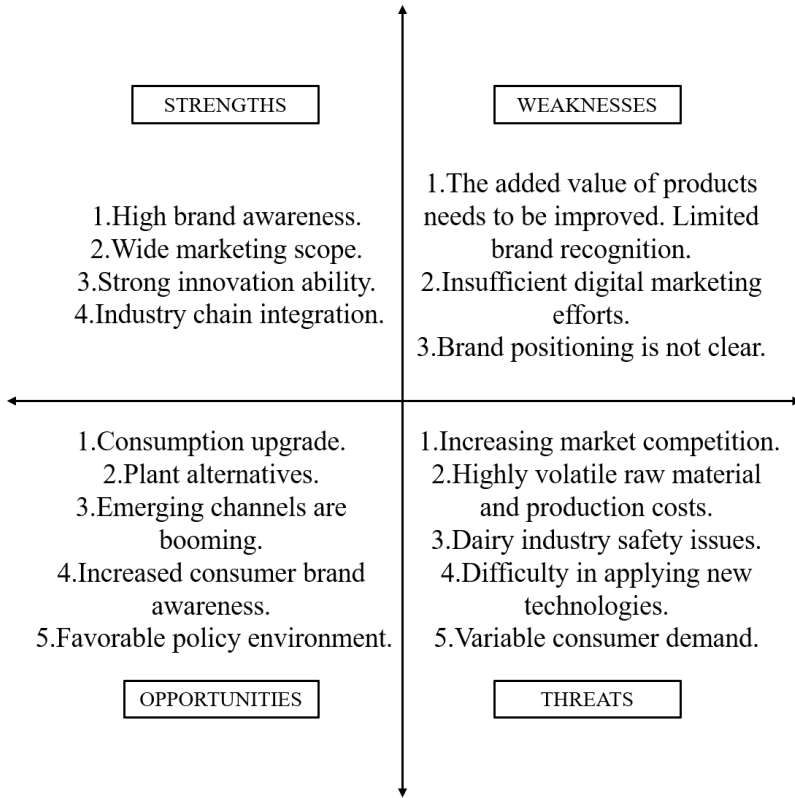 STRENGTHS
1.High brand awareness.
2.Wide marketing scope.
3.Strong innovation ability.
4.Industry chain integration.
WEAKNESSES
1.The added value of products
needs to be improved. Limited
brand recognition.
2.Insufficient digital marketing
efforts.
3.Brand positioning is not clear.
1.Consumption upgrade.
2.Plant alternatives.
3.Emerging channels are
booming.
4.Increased consumer brand
awareness.
5.Favorable policy environment.
OPPORTUNITIES
1.Increasing market competition.
2.Highly volatile raw material
and production costs.
3.Dairy industry safety issues.
4.Difficulty in applying new
technologies.
5.Variable consumer demand.
THREATS